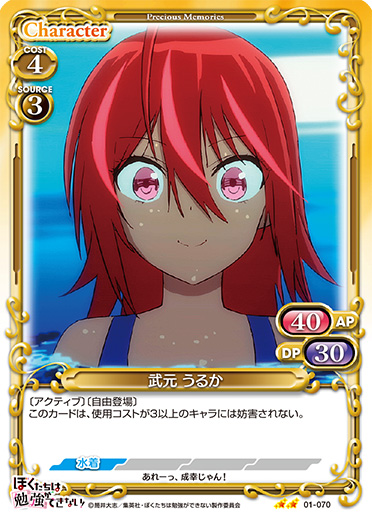 Precious Memories
Character
COST
4
SOURCE
3
40 AP
DP 30
武元 うるか
〔アクティブ〕〔自由登場〕
このカードは、使用コストが3以上のキャラには妨害されない。
水着
あれーっ、成幸じゃん！
ぼくたちは
勉強ができない
©筒井大志／集英社・ぼくたちは勉強ができない製作委員会
01-070